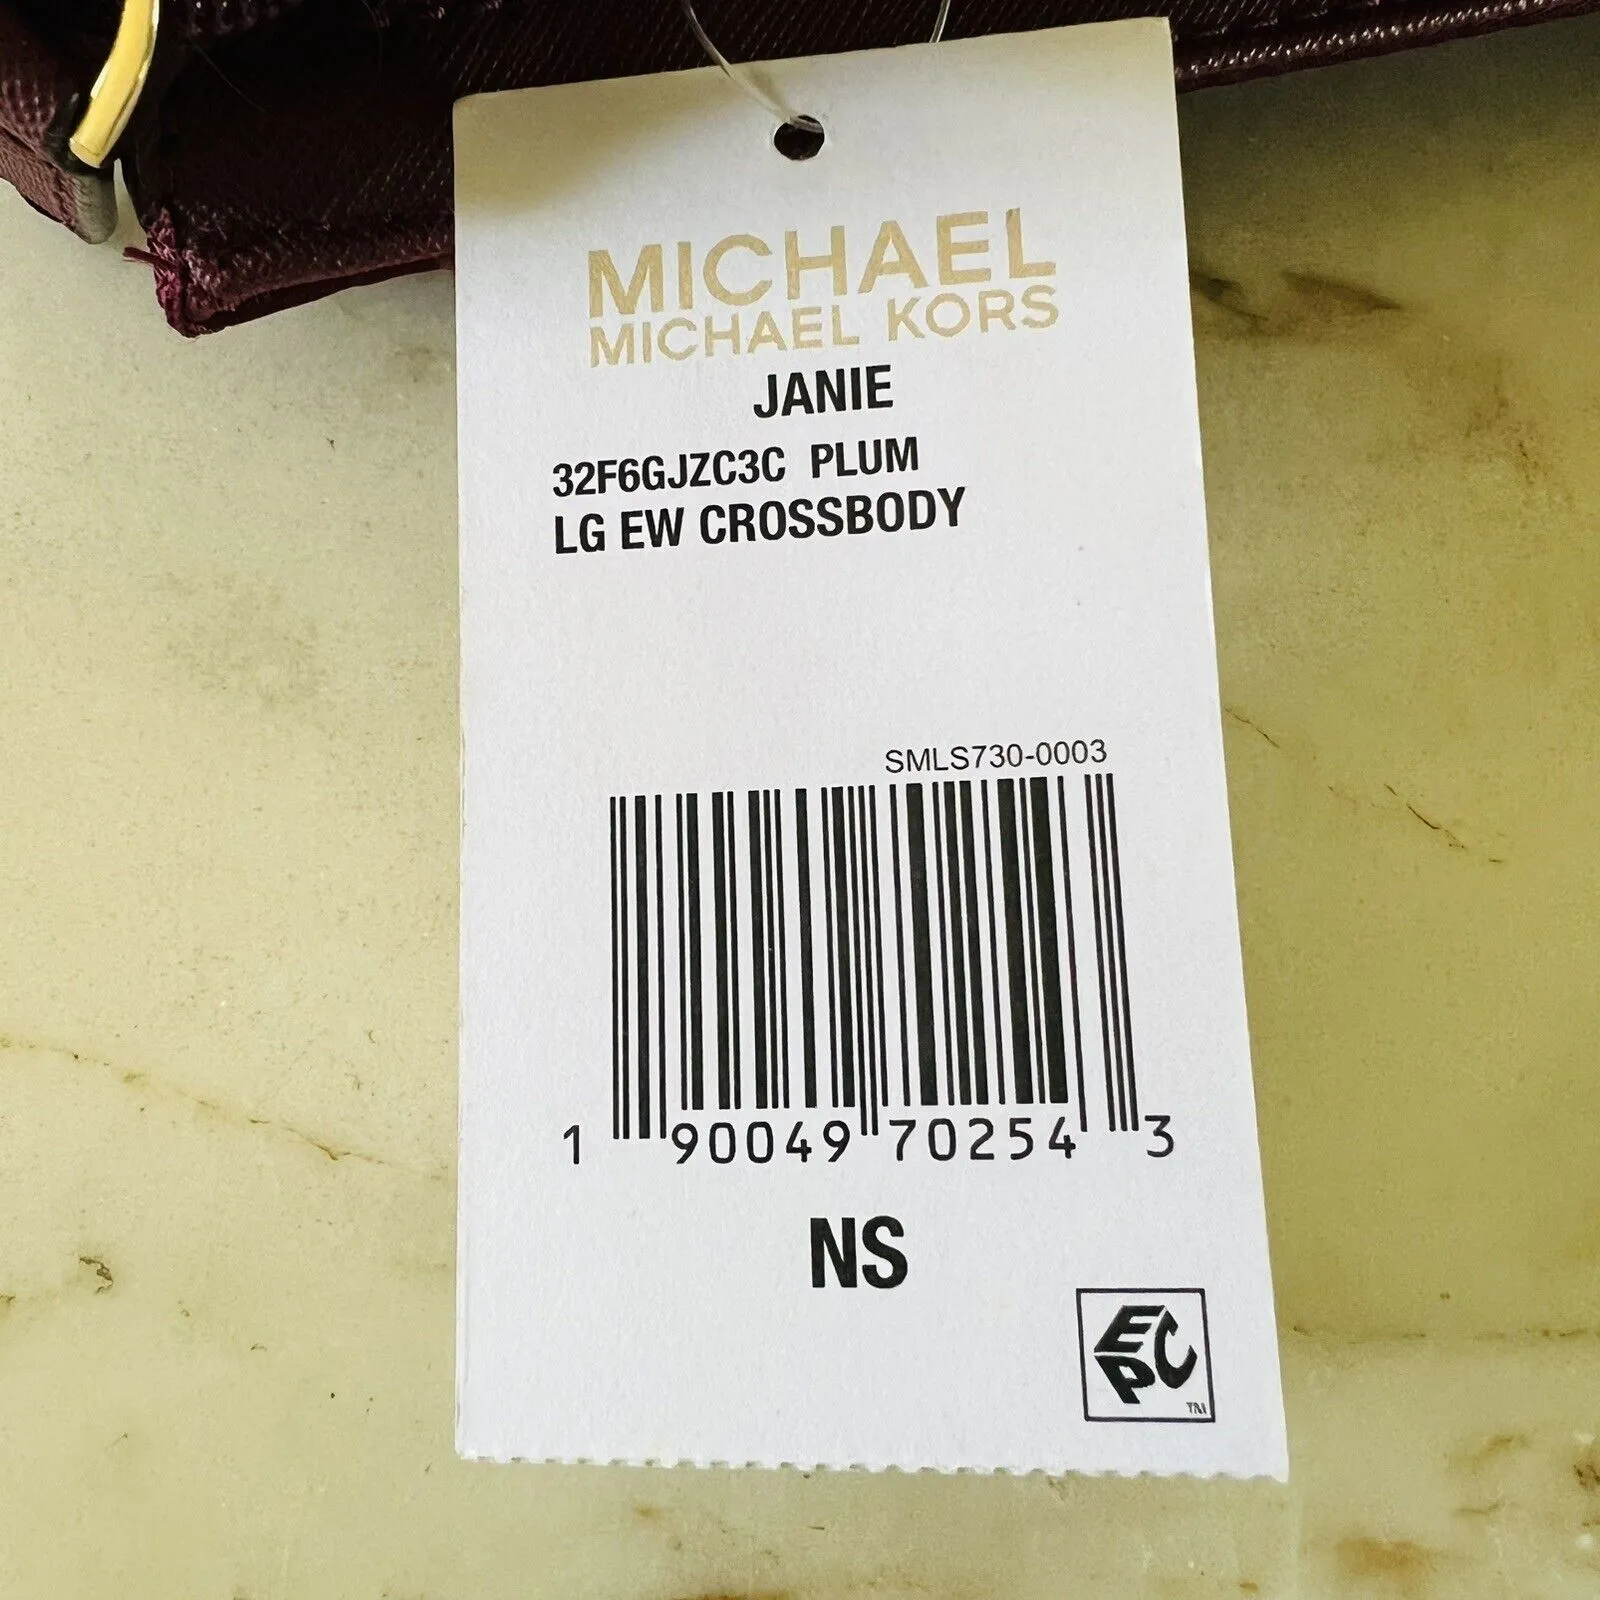 MICHAEL
MICHAEL KORS
JANIE
32F6GJZC3C PLUM
LG EW CROSSBODY
SMLS730-0003
1 90049 70254 3
NS
EPC
TM